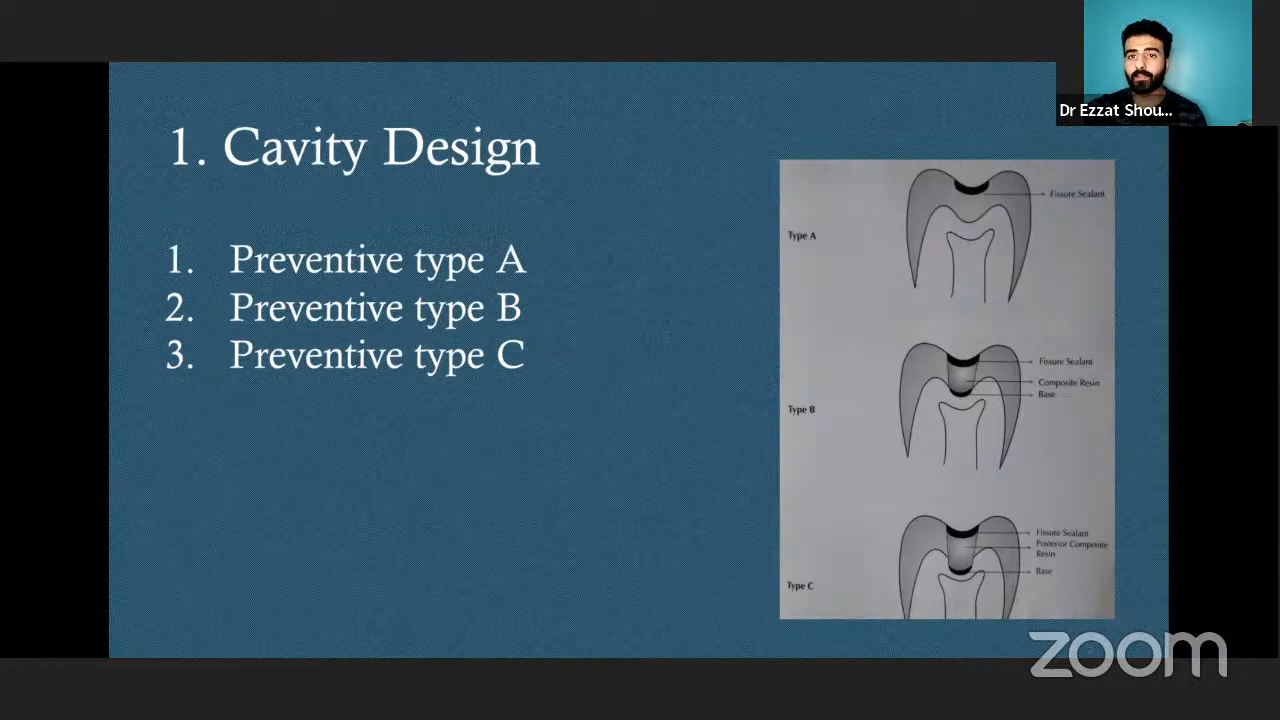 Dr Ezzat Shou...
1. Cavity Design
1. Preventive type A
2. Preventive type B
3. Preventive type C
Fissure Sealant
Type A
Fissure Sealant
Composite Resin
Base
Type B
Fissure Sealant
Posterior Composite
Resin
Base
Type C
zoom